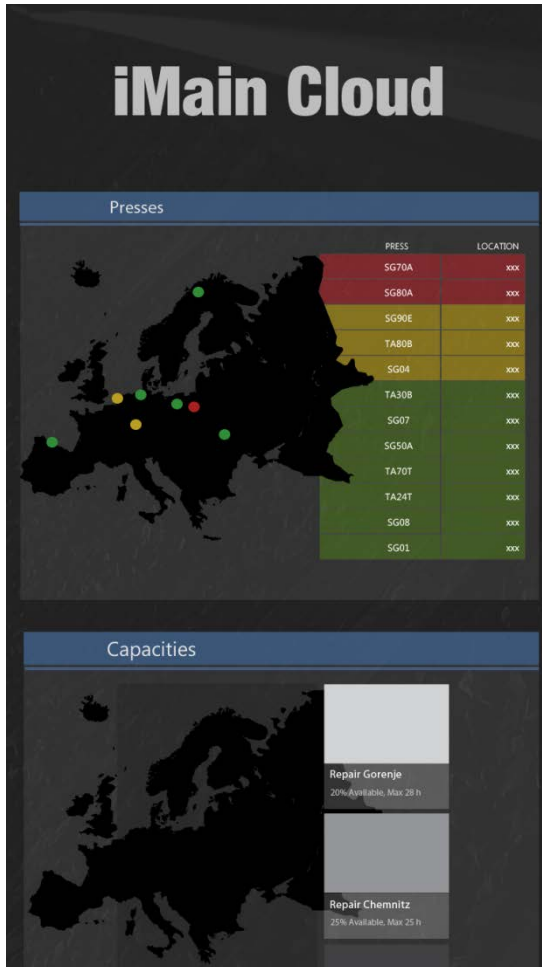 iMain Cloud
Presses
PRESS LOCATION
SG70A xxx
SG80A xxx
SG90E xxx
TA80B xxx
SG04 xxx
TA30B xxx
SG07 xxx
SG50A xxx
TA70T xxx
TA24T xxx
SG08 xxx
SG01 xxx
Capacities
Repair Gorenje
20% Available, Max 28 h
Repair Chemnitz
25% Available, Max 25 h